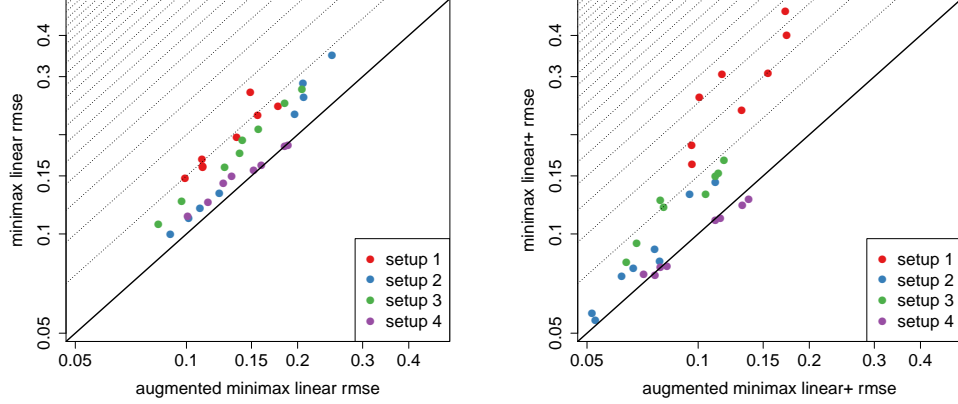 minimax linear rmse
0.4
0.3
0.15
0.1
0.05
0.05 0.1 0.15 0.2 0.3 0.4
augmented minimax linear rmse
setup 1
setup 2
setup 3
setup 4
minimax linear+ rmse
0.4
0.3
0.15
0.1
0.05
0.05 0.1 0.15 0.2 0.3 0.4
augmented minimax linear+ rmse
setup 1
setup 2
setup 3
setup 4